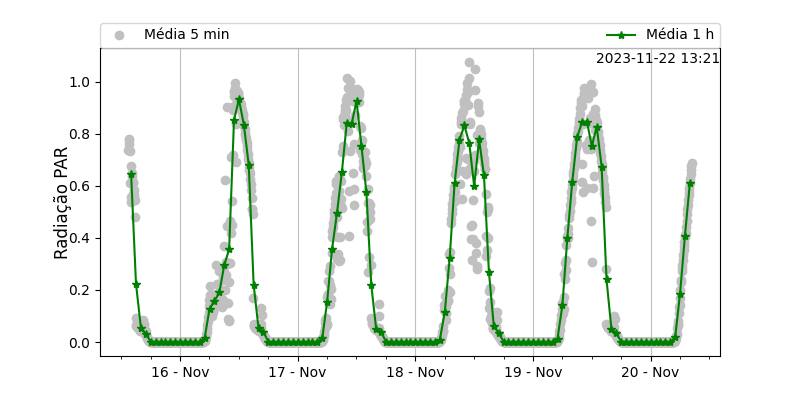 Média 5 min
Média 1 h
2023-11-22 13:21
Radiação PAR
1.0
0.8
0.6
0.4
0.2
0.0
16 - Nov
17 - Nov
18 - Nov
19 - Nov
20 - Nov